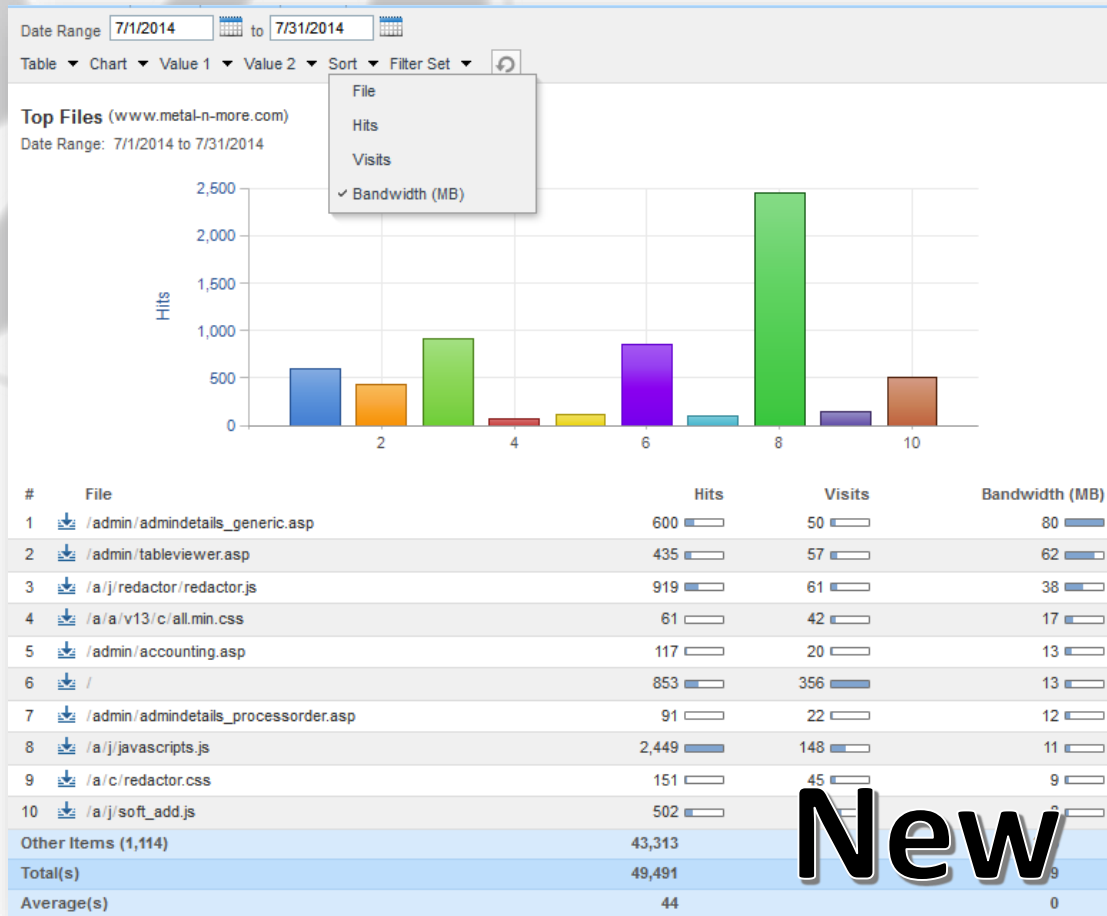 Date Range 7/1/2014 to 7/31/2014
Table Chart Value 1 Value 2 Sort Filter Set
File
Hits
Visits
Bandwidth (MB)
Top Files (www.metal-n-more.com)
Date Range: 7/1/2014 to 7/31/2014
2,500
2,000
1,500
1,000
500
0
Hits
2 4 6 8 10
# File Hits Visits Bandwidth (MB)
1 /admin/admindetails_generic.asp 600 50 80
2 /admin/tableviewer.asp 435 57 62
3 /a/j/redactor/redactor.js 919 61 38
4 /a/a/v13/c/all.min.css 61 42 17
5 /admin/accounting.asp 117 20 13
6 / 853 356 13
7 /admin/admindetails_processorder.asp 91 22 12
8 /a/j/javascripts.js 2,449 148 11
9 /a/c/redactor.css 151 45 9
10 /a/j/soft_add.js 502
Other Items (1,114) 43,313
Total(s) 49,491
Average(s) 44 0
New